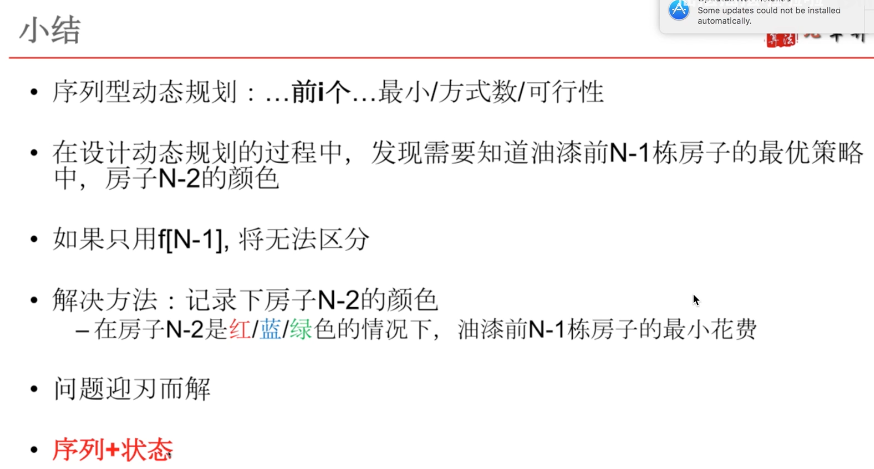 Some updates could not be installed
automatically.
小结
• 序列型动态规划：…前i个…最小/方式数/可行性
• 在设计动态规划的过程中，发现需要知道油漆前N-1栋房子的最优策略
中，房子N-2的颜色
• 如果只用f[N-1], 将无法区分
• 解决方法：记录下房子N-2的颜色
– 在房子N-2是红/蓝/绿色的情况下，油漆前N-1栋房子的最小花费
• 问题迎刃而解
• 序列+状态